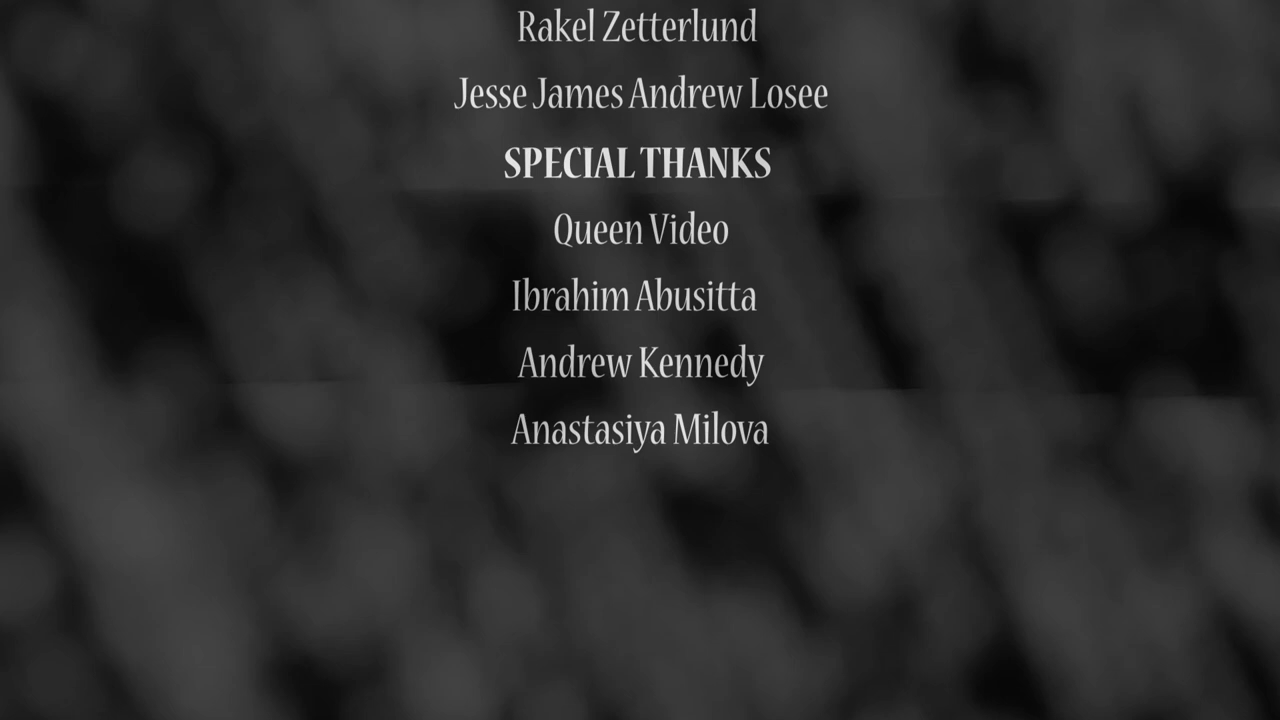 Rakel Zetterlund
Jesse James Andrew Losee
SPECIAL THANKS
Queen Video
Ibrahim Abusitta
Andrew Kennedy
Anastasiya Milova